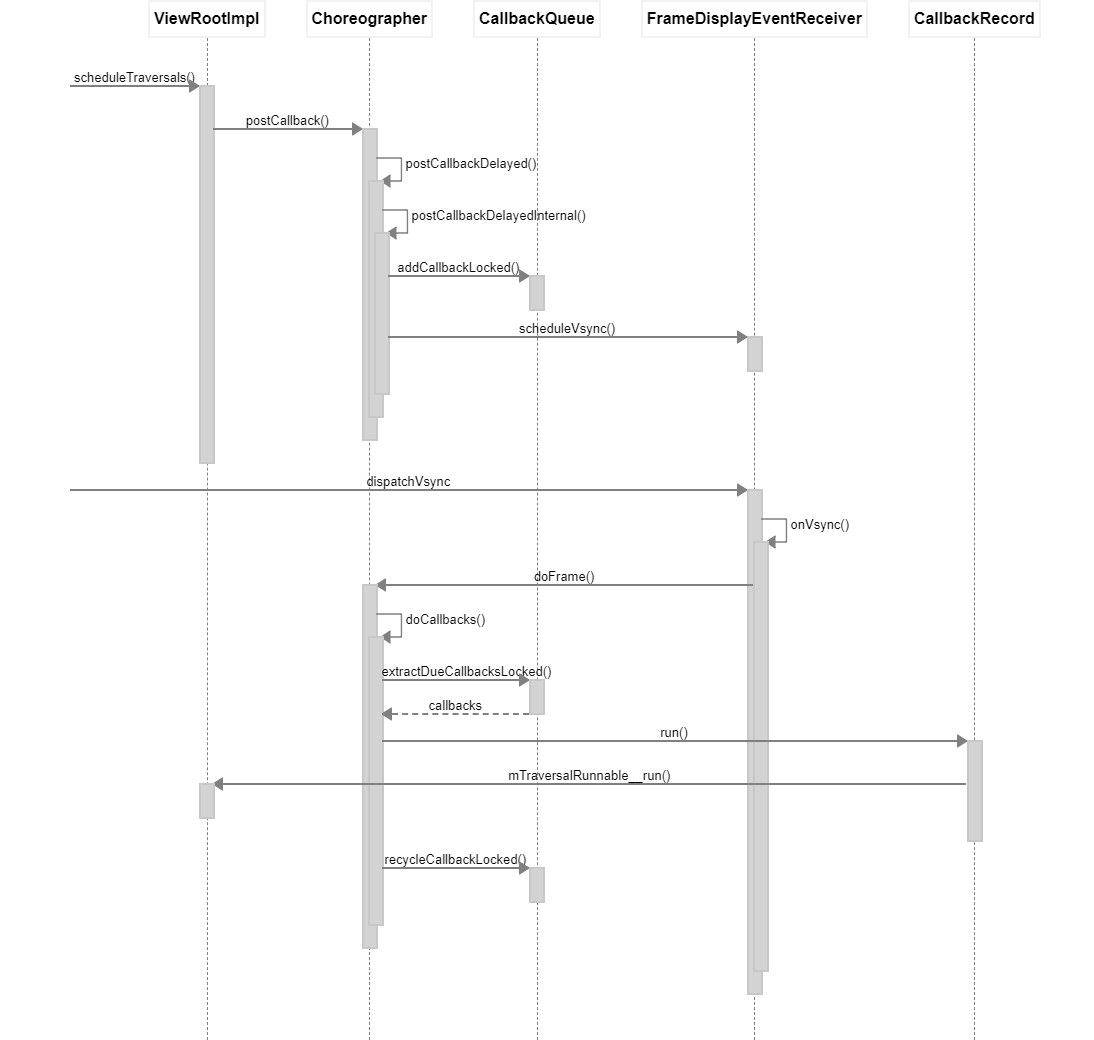 ViewRootImpl
Choreographer
CallbackQueue
FrameDisplayEventReceiver
CallbackRecord
scheduleTraversals()
postCallback()
postCallbackDelayed()
postCallbackDelayedInternal()
addCallbackLocked()
scheduleVsync()
dispatchVsync
onVsync()
doFrame()
doCallbacks()
extractDueCallbacksLocked()
callbacks
run()
mTraversalRunnable__run()
recycleCallbackLocked()